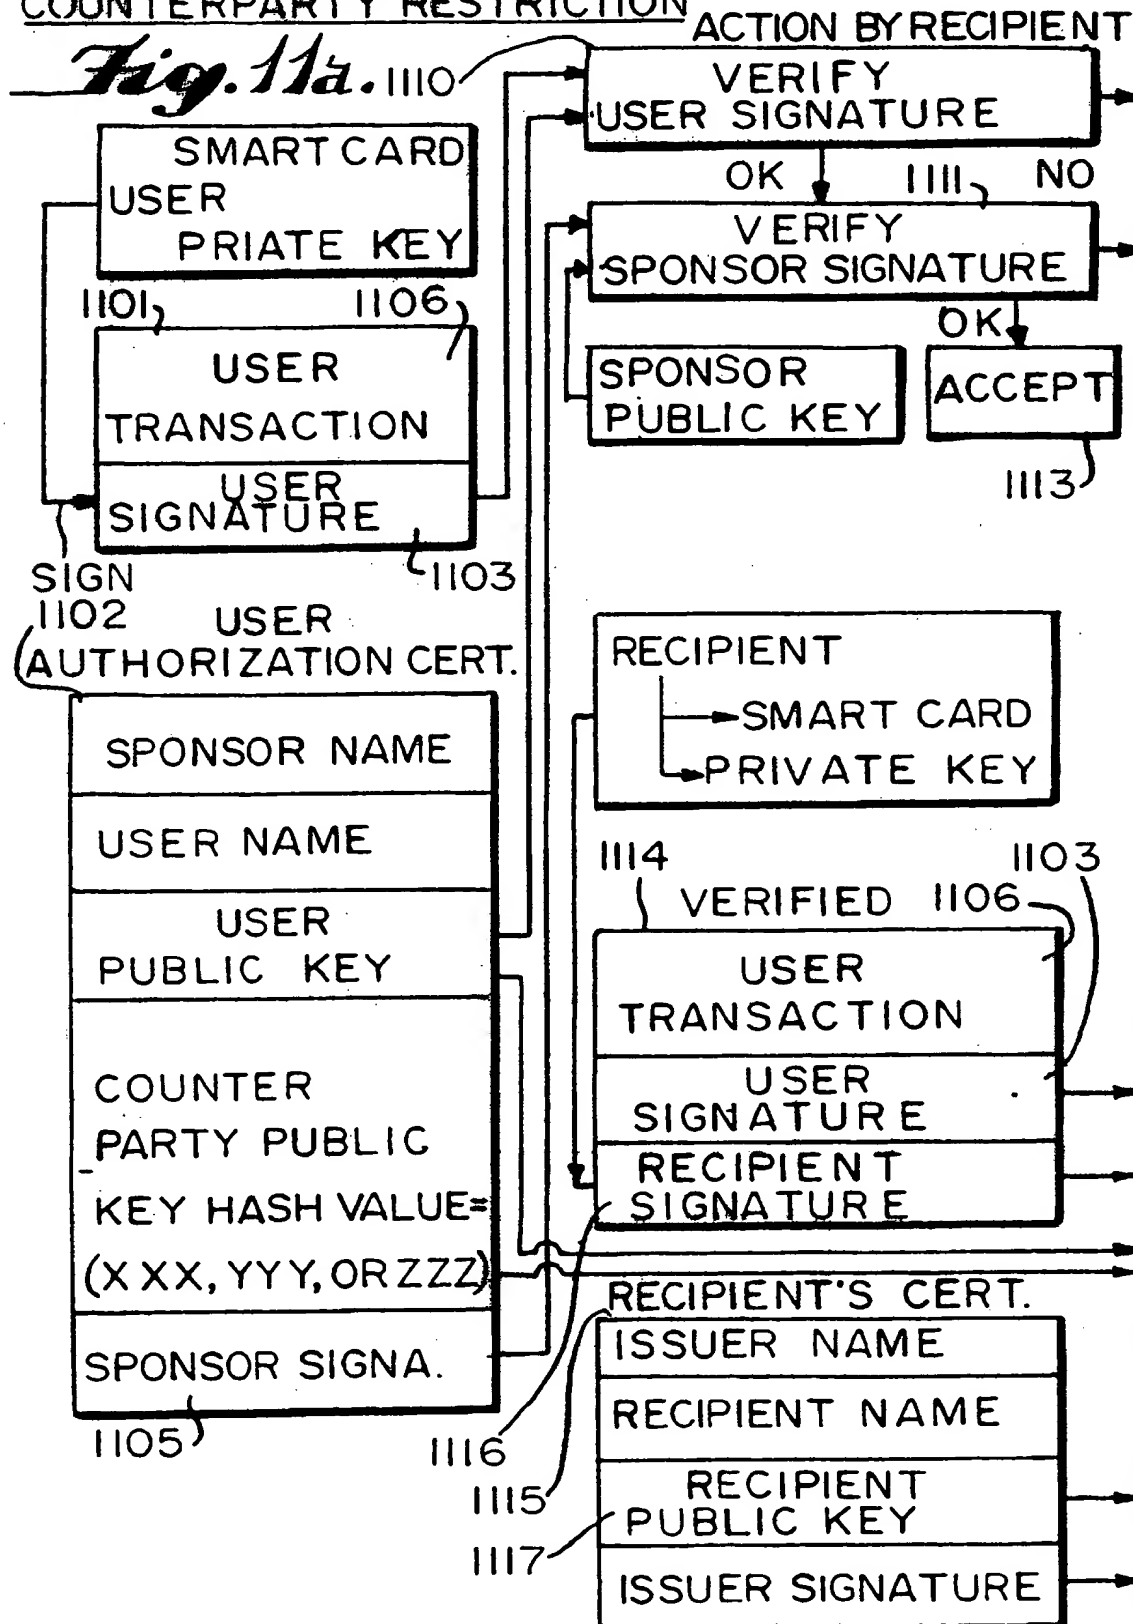 COUNTERPARTY RESTRICTION
Fig. 11a.
ACTION BY RECIPIENT
1110
VERIFY
USER SIGNATURE
OK
1111
NO
VERIFY
SPONSOR SIGNATURE
OK
SPONSOR
PUBLIC KEY
ACCEPT
1113
SMART CARD
USER
PRIATE KEY
1101
1106
USER
TRANSACTION
USER
SIGNATURE
SIGN
1103
1102
USER
AUTHORIZATION CERT.
SPONSOR NAME
USER NAME
USER
PUBLIC KEY
COUNTER
PARTY PUBLIC
KEY HASH VALUE=
(XXX, YYY, OR ZZZ)
SPONSOR SIGNA.
1105
RECIPIENT
SMART CARD
PRIVATE KEY
1114
1103
VERIFIED
1106
USER
TRANSACTION
USER
SIGNATURE
RECIPIENT
SIGNATURE
1116
RECIPIENT'S CERT.
1115
ISSUER NAME
RECIPIENT NAME
RECIPIENT
PUBLIC KEY
1117
ISSUER SIGNATURE